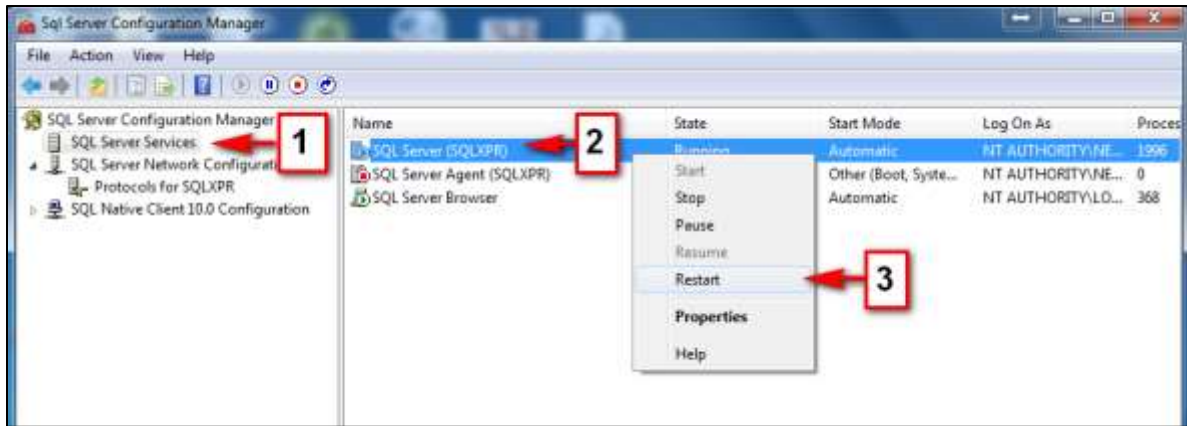 Sql Server Configuration Manager
File Action View Help
SQL Server Configuration Manager
SQL Server Services
SQL Server Network Configurati
Protocols for SQLXPR
SQL Native Client 10.0 Configuration
1
Name State Start Mode Log On As Proces
SQL Server (SQLXPR) Running Automatic NT AUTHORITY\NE... 1996
SQL Server Agent (SQLXPR) Other (Boot, Syste... NT AUTHORITY\NE... 0
SQL Server Browser Automatic NT AUTHORITY\LO... 368
2
Start
Stop
Pause
Resume
Restart
Properties
Help
3